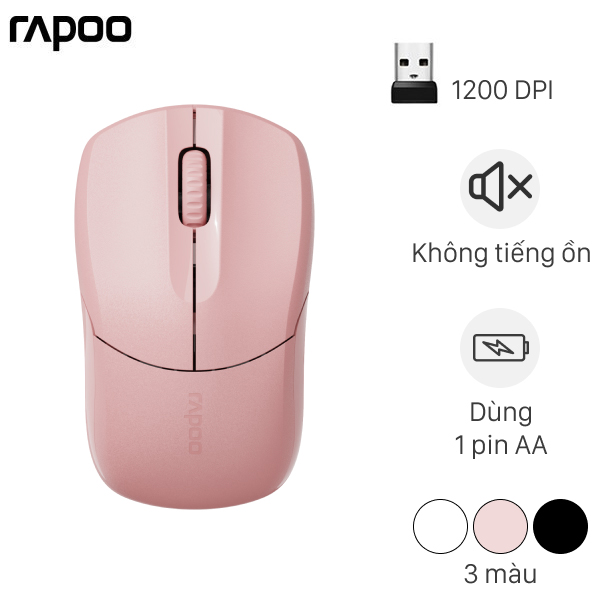 rapoo
1200 DPI
Không tiếng ồn
rapoo
Dùng
1 pin AA
3 màu